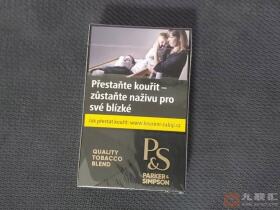 Přestaňte kouřit –
zůstaňte naživu pro
své blízké
Jak přestat kouřit: www.koureni-zabiji.cz
QUALITY
TOBACCO
BLEND
P&S
PARKER &
SIMPSON